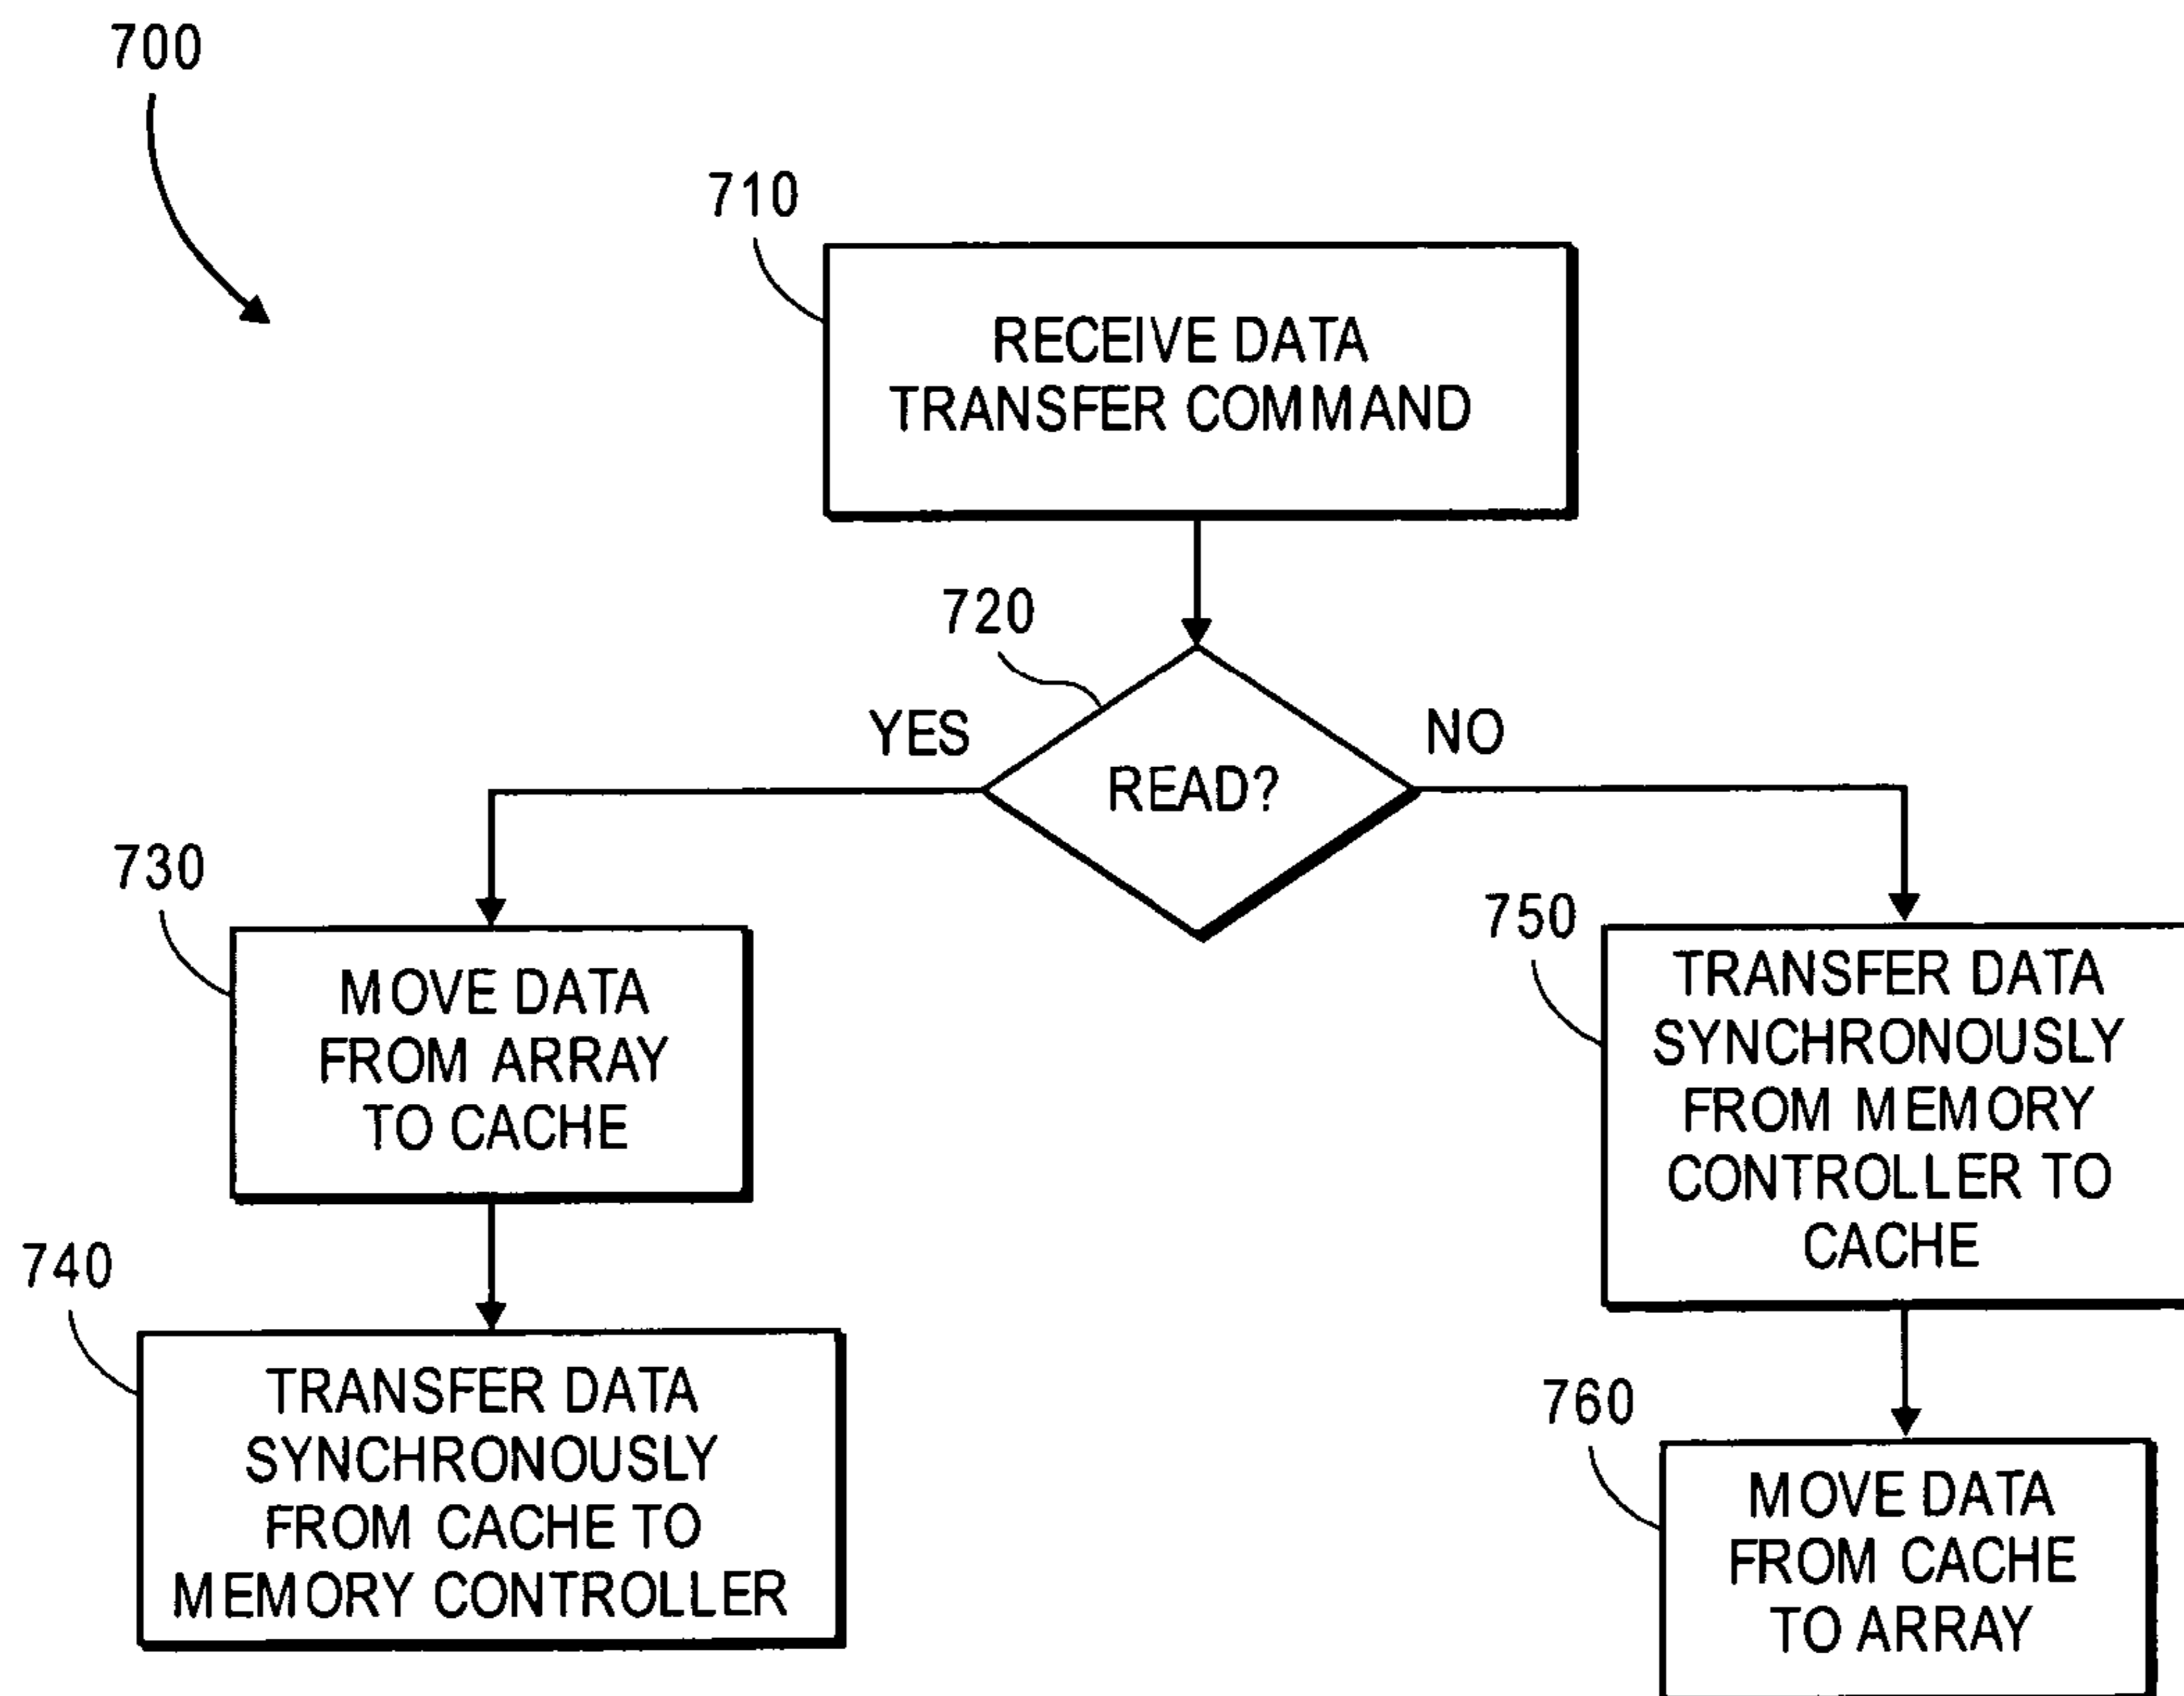 700
710
RECEIVE DATA
TRANSFER COMMAND
720
YES
NO
READ?
730
MOVE DATA
FROM ARRAY
TO CACHE
750
TRANSFER DATA
SYNCHRONOUSLY
FROM MEMORY
CONTROLLER TO
CACHE
740
TRANSFER DATA
SYNCHRONOUSLY
FROM CACHE TO
MEMORY CONTROLLER
760
MOVE DATA
FROM CACHE
TO ARRAY